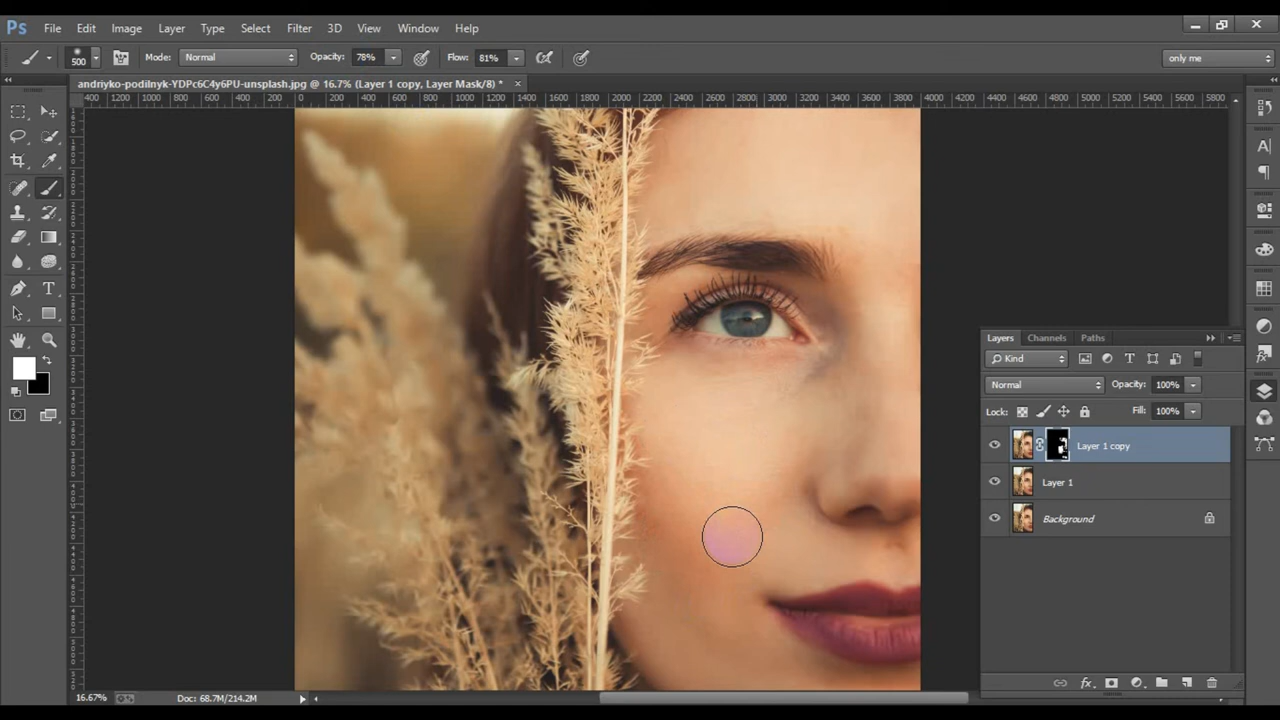 Ps File Edit Image Layer Type Select Filter 3D View Window Help
500 Mode: Normal Opacity: 78% Flow: 81% only me
andriyko-podilnyk-YDPc6C4y6PU-unsplash.jpg @ 16.7% (Layer 1 copy, Layer Mask/8) * ×
400 1200 1000 800 600 400 200 0 200 400 600 800 1000 1200 1400 1600 1800 2000 2200 2400 2600 2800 3000 3200 3400 3600 3800 4000 4200 4400 4600 4800 5000 5200 5400 5600 5800
Layers Channels Paths
Kind
Normal Opacity: 100%
Lock: Fill: 100%
Layer 1 copy
Layer 1
Background
fx
16.67% Doc: 68.7M/214.2M